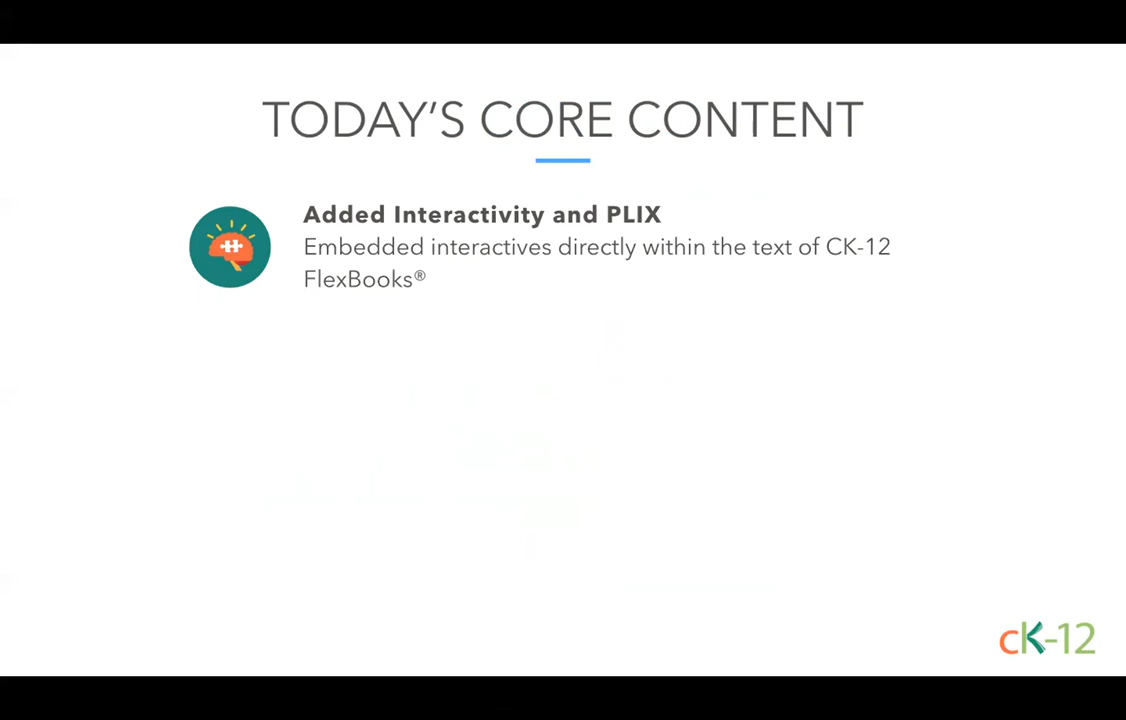 TODAY’S CORE CONTENT
Added Interactivity and PLIX
Embedded interactives directly within the text of CK-12
FlexBooks®
cK-12